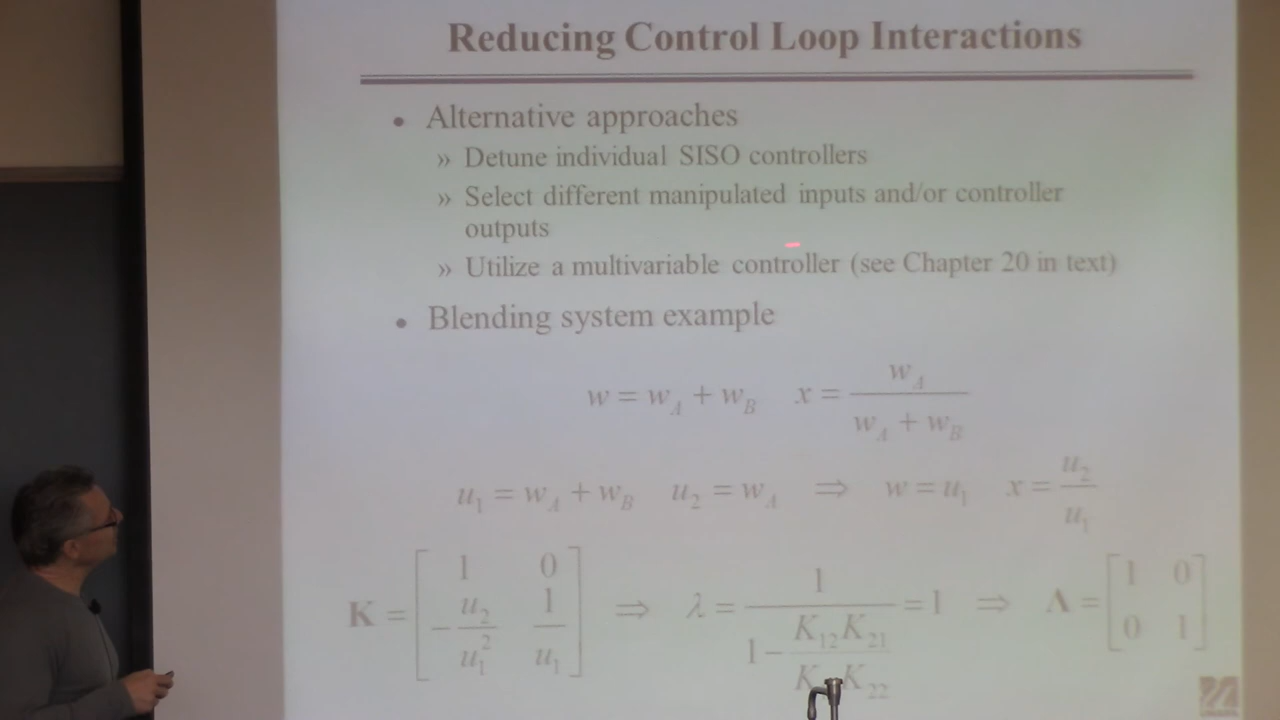 Reducing Control Loop Interactions
• Alternative approaches
» Detune individual SISO controllers
» Select different manipulated inputs and/or controller
outputs
» Utilize a multivariable controller (see Chapter 20 in text)
• Blending system example
w = w_A + w_B    x = w_A / (w_A + w_B)
u_1 = w_A + w_B    u_2 = w_A  ⇒  w = u_1    x = u_2 / u_1
K = [ 1  0 ; -u_2 / u_1^2  1 / u_1 ]  ⇒  λ = 1 / (1 - K_12 K_21 / K K_22) = 1  ⇒  Λ = [ 1  0 ; 0  1 ]